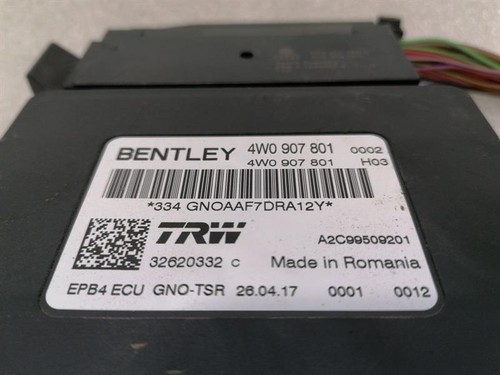 BENTLEY 4W0 907 801 0002
4W0 907 801 H03
*334 GNOAAF7DRA12Y*
TRW A2C99509201
32620332 C Made in Romania
EPB4 ECU GNO-TSR 26.04.17 0001 0012